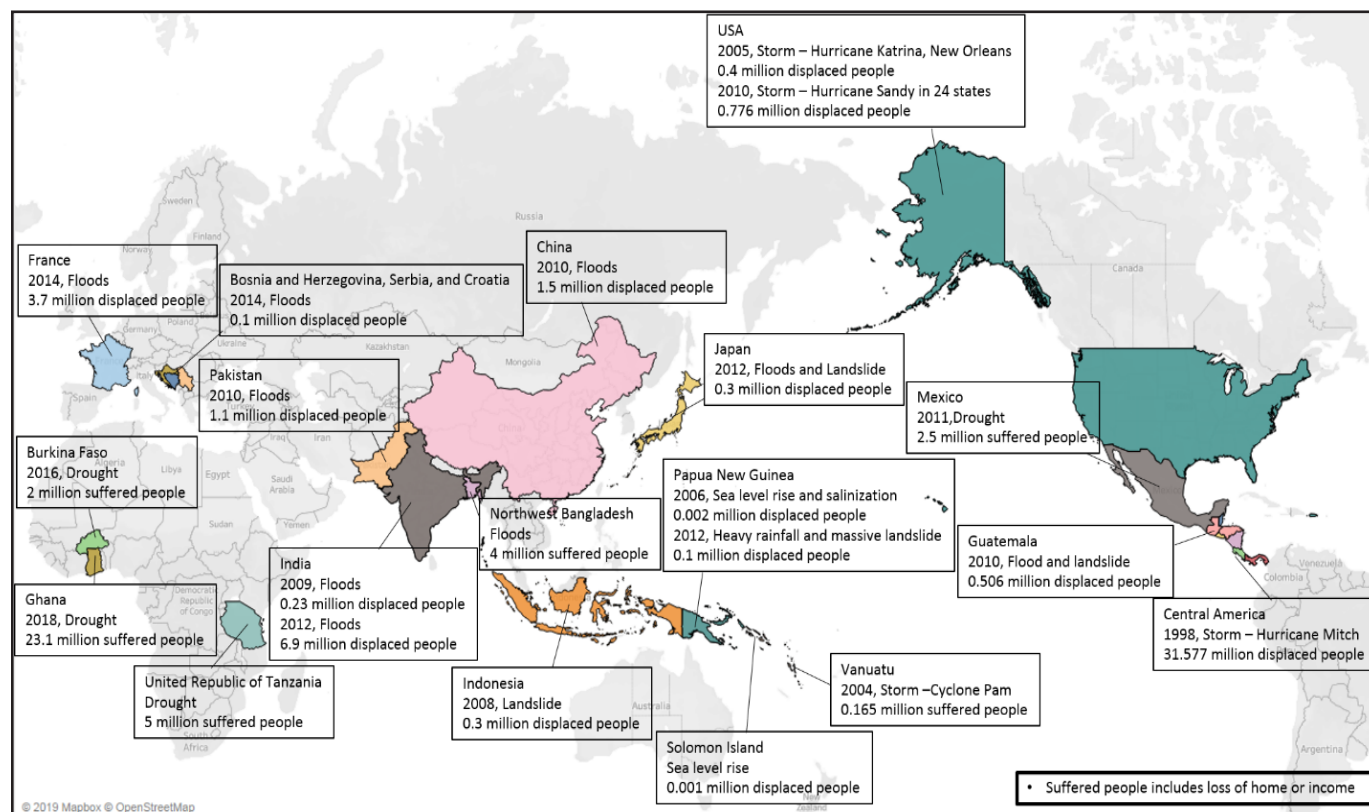 USA
2005, Storm – Hurricane Katrina, New Orleans
0.4 million displaced people
2010, Storm – Hurricane Sandy in 24 states
0.776 million displaced people
France
2014, Floods
3.7 million displaced people
Bosnia and Herzegovina, Serbia, and Croatia
2014, Floods
0.1 million displaced people
China
2010, Floods
1.5 million displaced people
Pakistan
2010, Floods
1.1 million displaced people
Japan
2012, Floods and Landslide
0.3 million displaced people
Mexico
2011,Drought
2.5 million suffered people
Burkina Faso
2016, Drought
2 million suffered people
Northwest Bangladesh
Floods
4 million suffered people
Papua New Guinea
2006, Sea level rise and salinization
0.002 million displaced people
2012, Heavy rainfall and massive landslide
0.1 million displaced people
Guatemala
2010, Flood and landslide
0.506 million displaced people
Ghana
2018, Drought
23.1 million suffered people
India
2009, Floods
0.23 million displaced people
2012, Floods
6.9 million displaced people
Central America
1998, Storm – Hurricane Mitch
31.577 million displaced people
United Republic of Tanzania
Drought
5 million suffered people
Indonesia
2008, Landslide
0.3 million displaced people
Vanuatu
2004, Storm –Cyclone Pam
0.165 million suffered people
Solomon Island
Sea level rise
0.001 million displaced people
• Suffered people includes loss of home or income
Sweden
Finland
Norway
Russia
Canada
Germany
Poland
Ukraine
Kazakhstan
Mongolia
Italy
Spain
Turkey
Iraq
Iran
Algeria
Libya
Egypt
Saudi
Arabia
Sudan
Yemen
China
Democratic
Republic
of Congo
South
Africa
Australia
New
Zealand
Venezuela
Colombia
Argentina
© 2019 Mapbox © OpenStreetMap